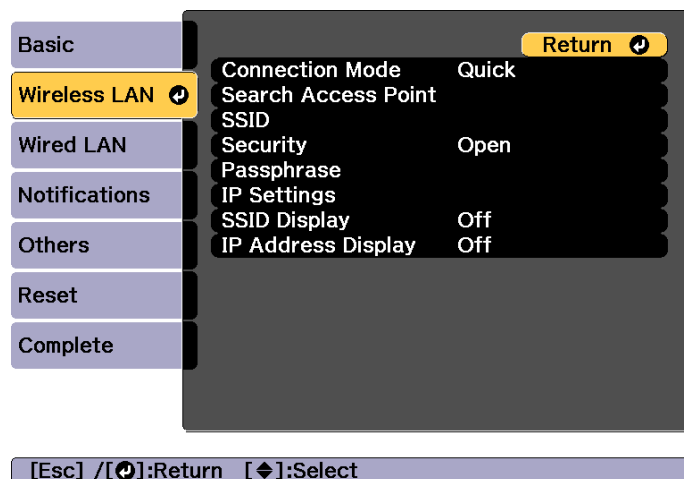 Basic
Wireless LAN
Wired LAN
Notifications
Others
Reset
Complete
Return
Connection Mode Quick
Search Access Point
SSID
Security Open
Passphrase
IP Settings
SSID Display Off
IP Address Display Off
[Esc] /[⏎]:Return [◆]:Select